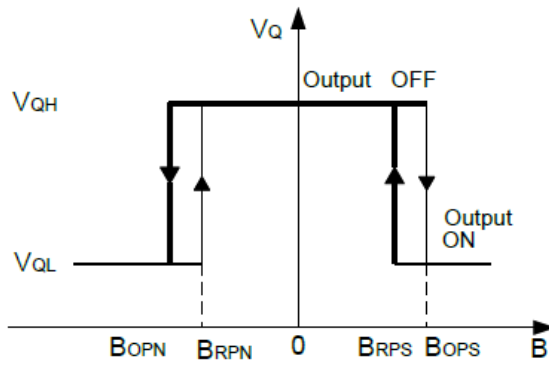 VQ
Output OFF
VQH
Output
ON
VQL
BOPN BRPN 0 BRPS BOPS B